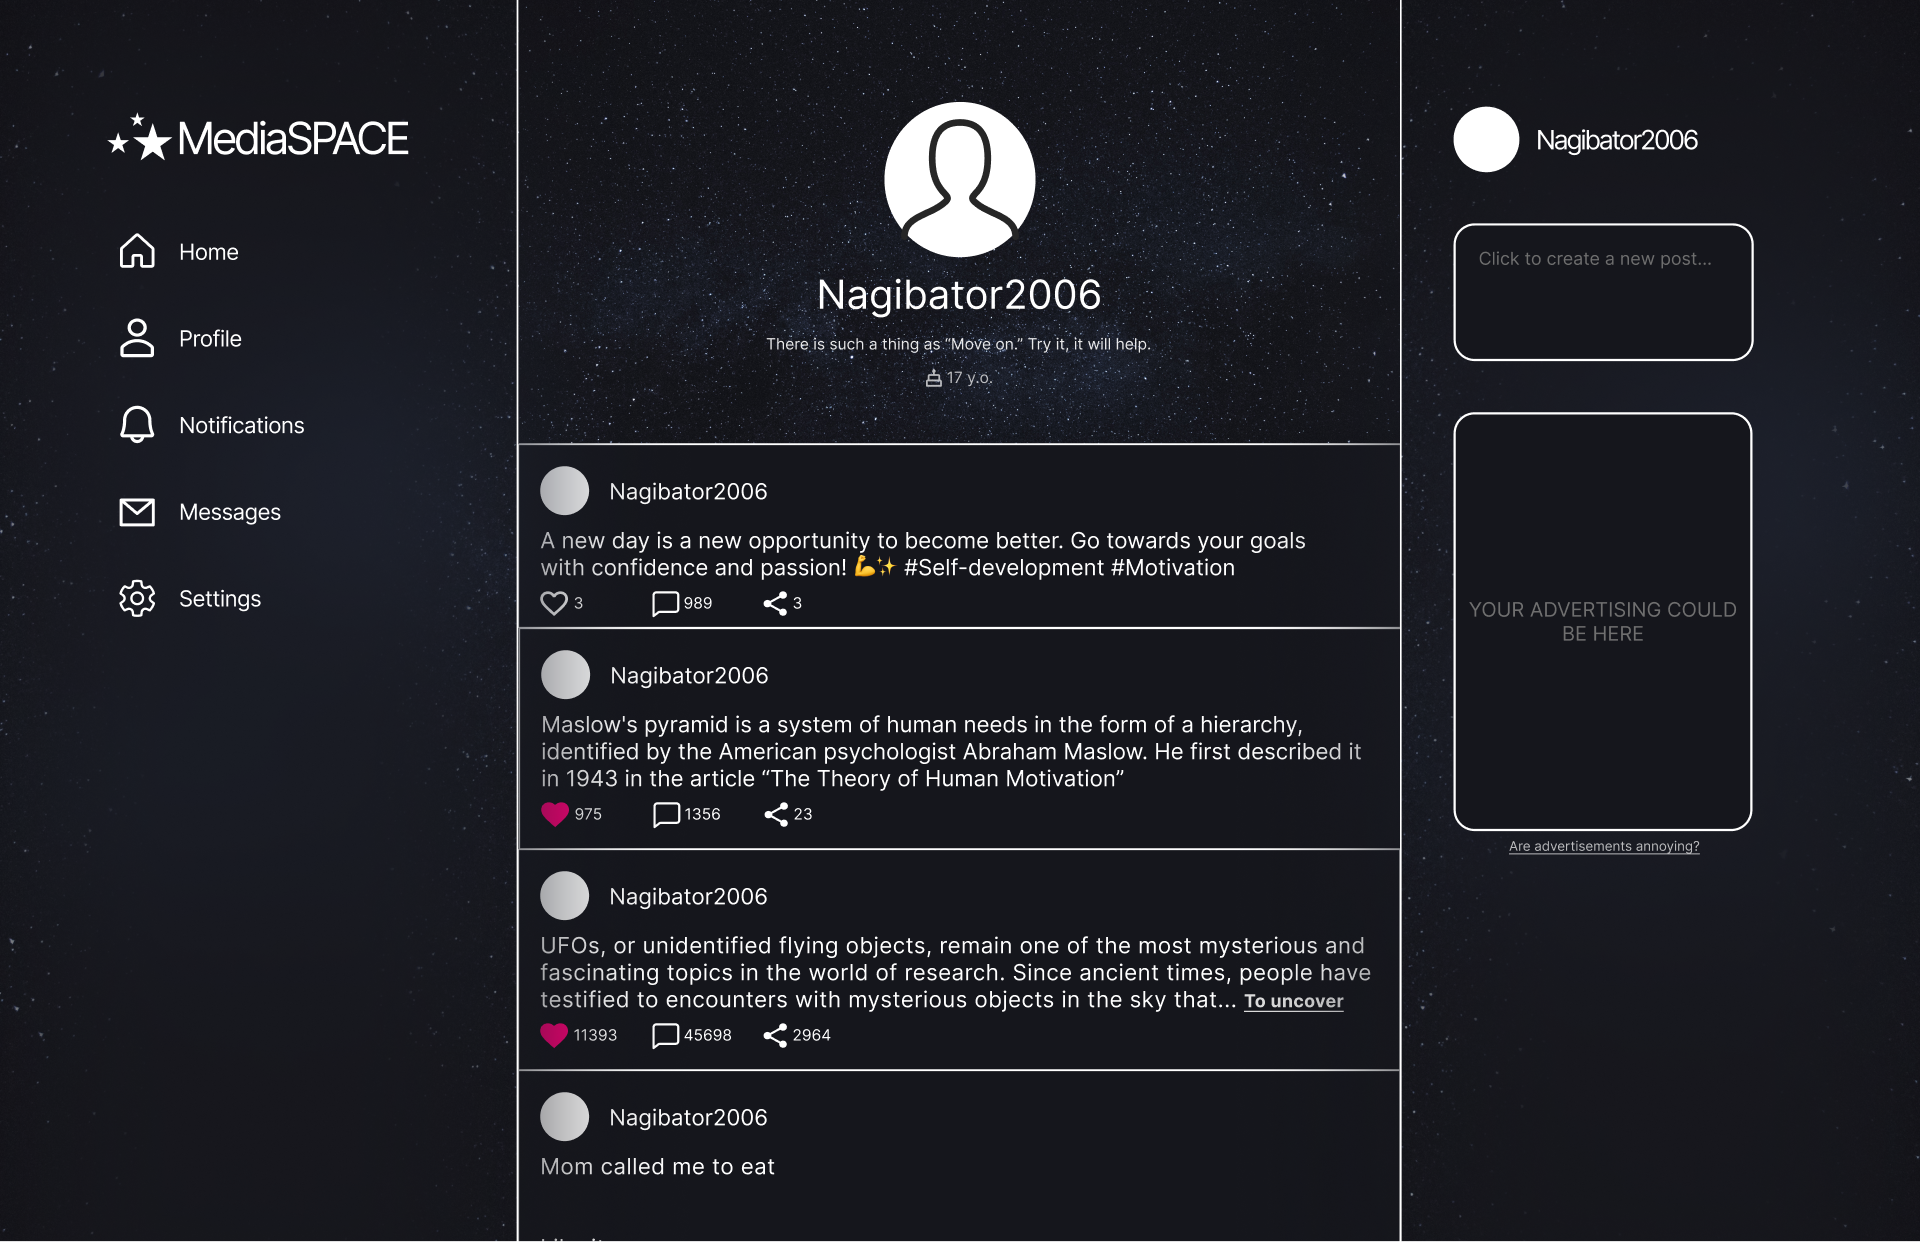 MediaSPACE
Home
Profile
Notifications
Messages
Settings
Nagibator2006
There is such a thing as “Move on.” Try it, it will help.
17 y.o.
Nagibator2006
A new day is a new opportunity to become better. Go towards your goals
with confidence and passion! 💪✨ #Self-development #Motivation
3 989 3
Nagibator2006
Maslow's pyramid is a system of human needs in the form of a hierarchy,
identified by the American psychologist Abraham Maslow. He first described it
in 1943 in the article “The Theory of Human Motivation”
975 1356 23
Nagibator2006
UFOs, or unidentified flying objects, remain one of the most mysterious and
fascinating topics in the world of research. Since ancient times, people have
testified to encounters with mysterious objects in the sky that... To uncover
11393 45698 2964
Nagibator2006
Mom called me to eat
Nagibator2006
Click to create a new post...
YOUR ADVERTISING COULD
BE HERE
Are advertisements annoying?